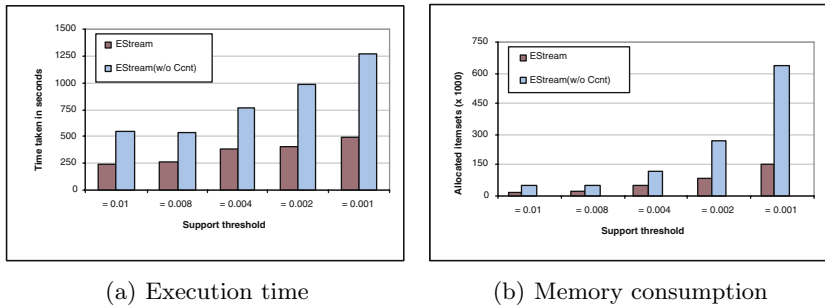 1500
1250
1000
750
500
250
0
Time taken in seconds
EStream
EStream(w/o Ccnt)
= 0.01
= 0.008
= 0.004
= 0.002
= 0.001
Support threshold
(a) Execution time
750
600
450
300
150
0
Allocated itemsets (x 1000)
EStream
EStream(w/o Ccnt)
= 0.01
= 0.008
= 0.004
= 0.002
= 0.001
Support threshold
(b) Memory consumption